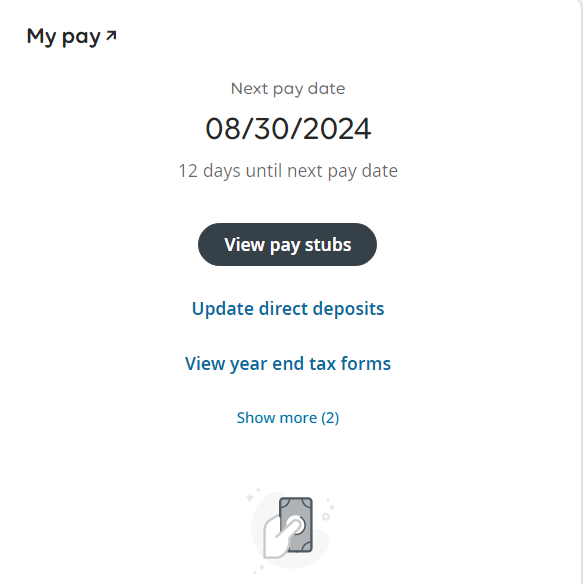 My pay
Next pay date
08/30/2024
12 days until next pay date
View pay stubs
Update direct deposits
View year end tax forms
Show more (2)